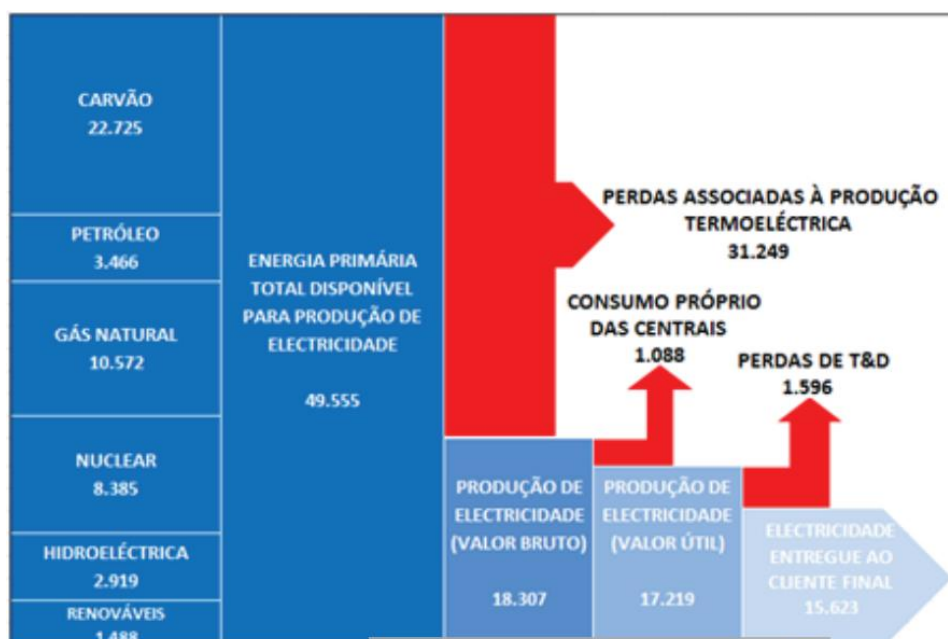 CARVÃO
22.725
PETRÓLEO
3.466
GÁS NATURAL
10.572
NUCLEAR
8.385
HIDROELÉCTRICA
2.919
RENOVÁVEIS
1.488
ENERGIA PRIMÁRIA
TOTAL DISPONÍVEL
PARA PRODUÇÃO DE
ELECTRICIDADE
49.555
PERDAS ASSOCIADAS À PRODUÇÃO
TERMOELÉCTRICA
31.249
CONSUMO PRÓPRIO
DAS CENTRAIS
1.088
PERDAS DE T&D
1.596
PRODUÇÃO DE
ELECTRICIDADE
(VALOR BRUTO)
18.307
PRODUÇÃO DE
ELECTRICIDADE
(VALOR ÚTIL)
17.219
ELECTRICIDADE
ENTREGUE AO
CLIENTE FINAL
15.623